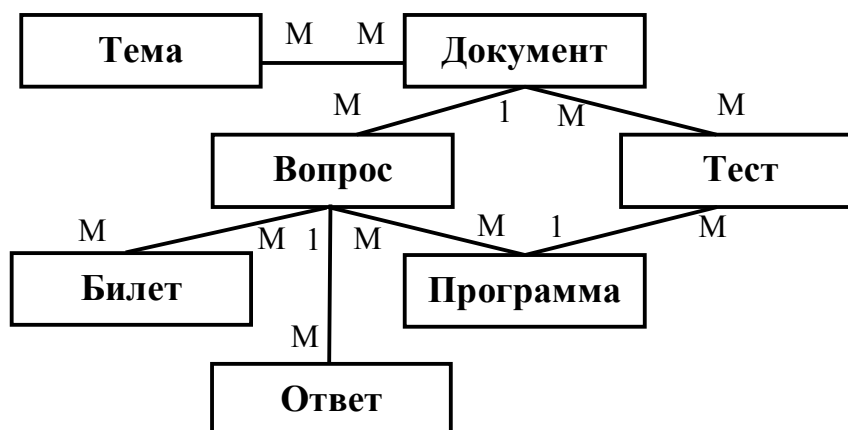 М М
Тема Документ
М 1 М М
Вопрос Тест
М М 1 М М 1 М
Билет Программа
М
Ответ